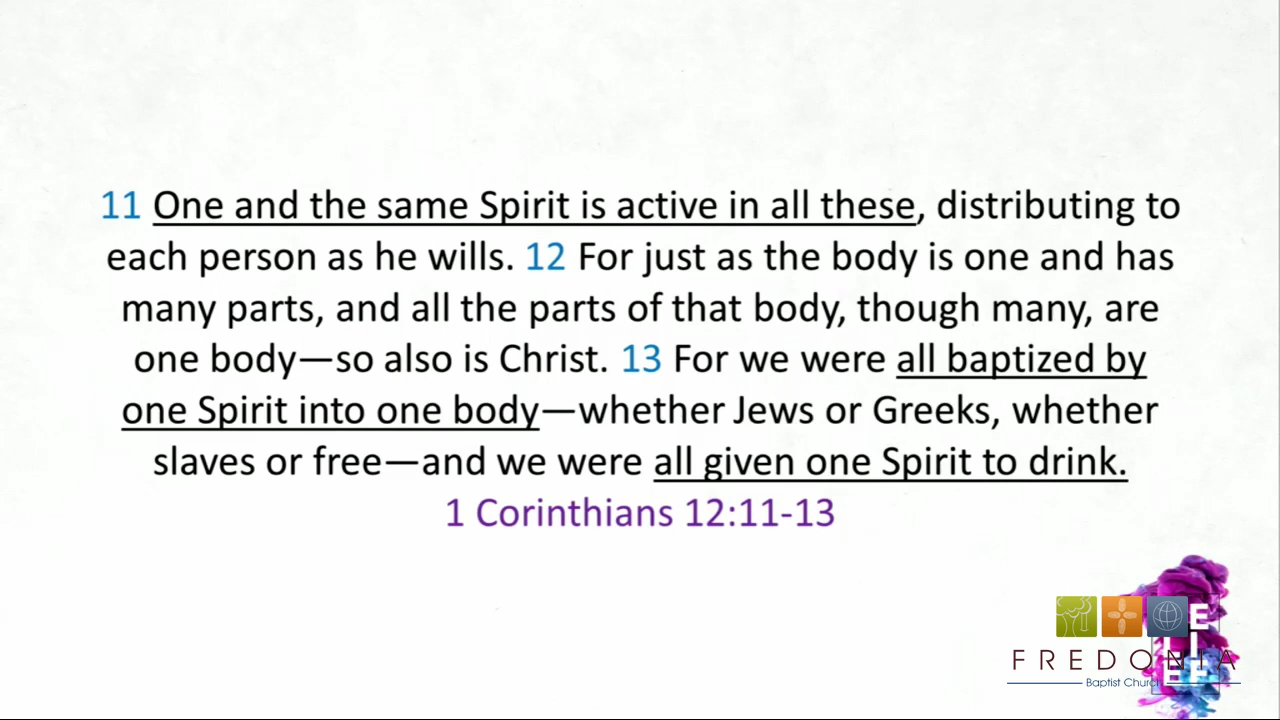 11 One and the same Spirit is active in all these, distributing to
each person as he wills. 12 For just as the body is one and has
many parts, and all the parts of that body, though many, are
one body—so also is Christ. 13 For we were all baptized by
one Spirit into one body—whether Jews or Greeks, whether
slaves or free—and we were all given one Spirit to drink.
1 Corinthians 12:11-13
FREDONIA
Baptist Church